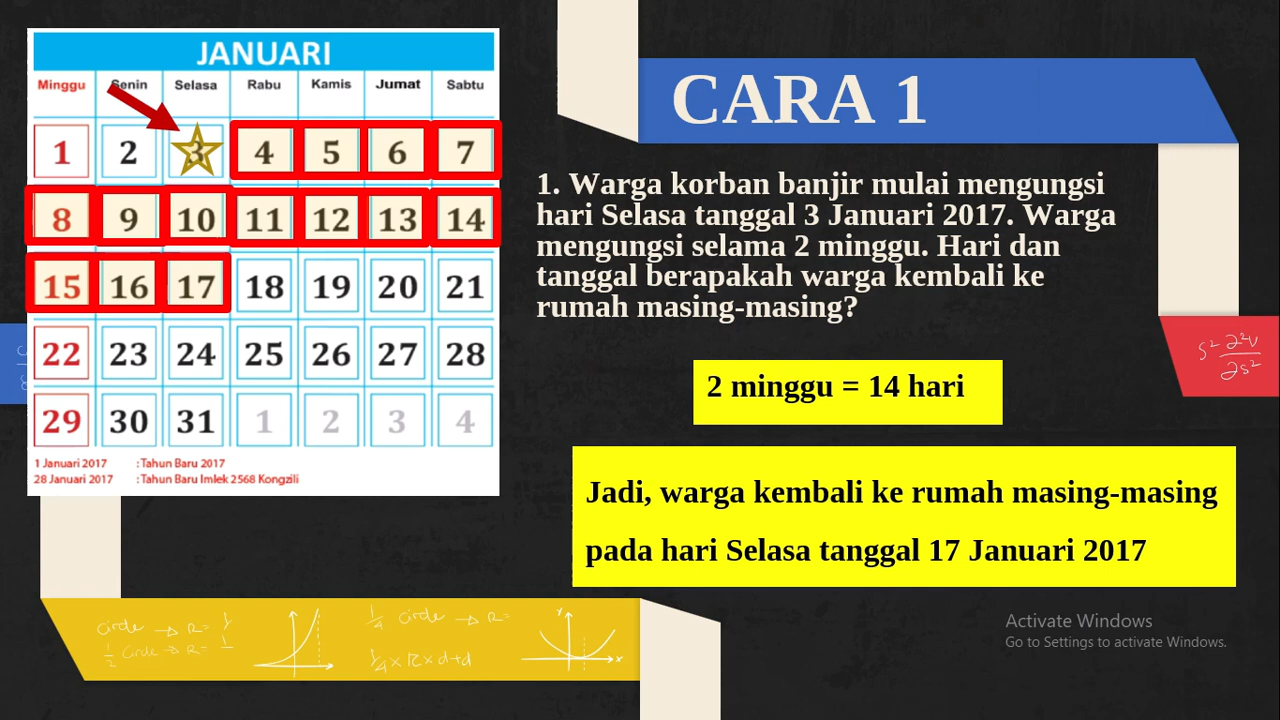 JANUARI
Minggu Senin Selasa Rabu Kamis Jumat Sabtu
1 2 3 4 5 6 7
8 9 10 11 12 13 14
15 16 17 18 19 20 21
22 23 24 25 26 27 28
29 30 31 1 2 3 4
1 Januari 2017 : Tahun Baru 2017
28 Januari 2017 : Tahun Baru Imlek 2568 Kongzili
CARA 1
1. Warga korban banjir mulai mengungsi
hari Selasa tanggal 3 Januari 2017. Warga
mengungsi selama 2 minggu. Hari dan
tanggal berapakah warga kembali ke
rumah masing-masing?
2 minggu = 14 hari
Jadi, warga kembali ke rumah masing-masing
pada hari Selasa tanggal 17 Januari 2017
Activate Windows
Go to Settings to activate Windows.